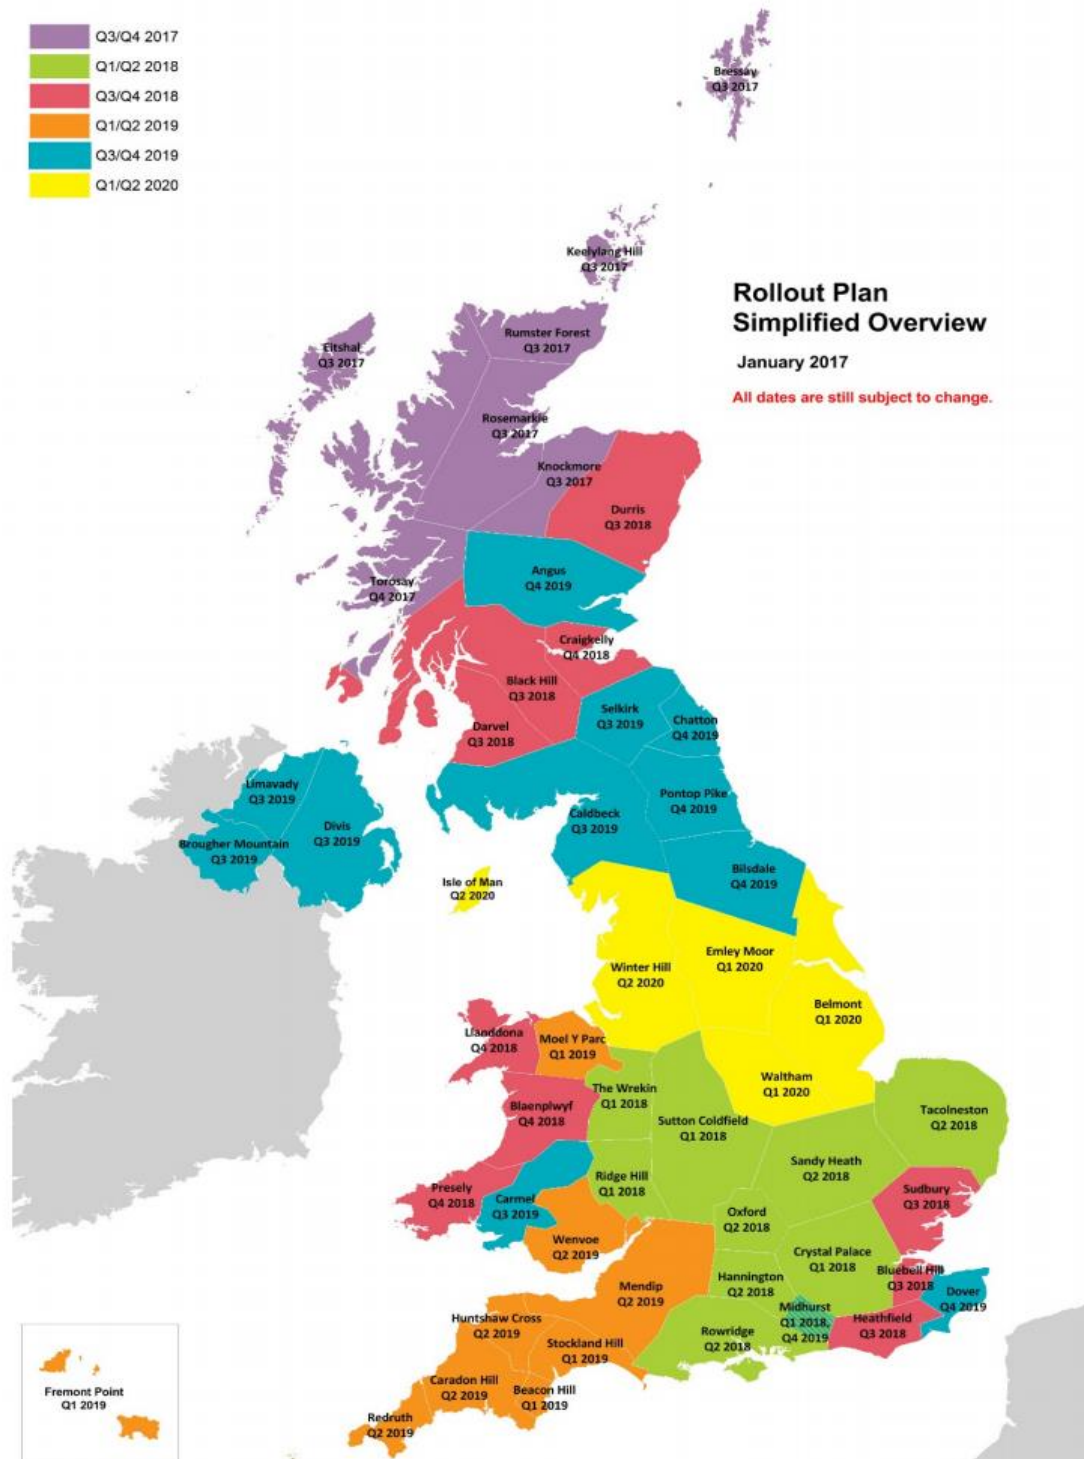 Q3/Q4 2017
Q1/Q2 2018
Q3/Q4 2018
Q1/Q2 2019
Q3/Q4 2019
Q1/Q2 2020
Rollout Plan
Simplified Overview
January 2017
All dates are still subject to change.
Bressay
Q3 2017
Keelylang Hill
Q3 2017
Rumster Forest
Q3 2017
Eitshal
Q3 2017
Rosemarkie
Q3 2017
Knockmore
Q3 2017
Durris
Q3 2018
Angus
Q4 2019
Torosay
Q4 2017
Craigkelly
Q4 2018
Black Hill
Q3 2018
Selkirk
Q3 2019
Chatton
Q4 2019
Darvel
Q3 2018
Limavady
Q3 2019
Pontop Pike
Q4 2019
Caldbeck
Q3 2019
Divis
Q3 2019
Brougher Mountain
Q3 2019
Bilsdale
Q4 2019
Isle of Man
Q2 2020
Emley Moor
Q1 2020
Winter Hill
Q2 2020
Belmont
Q1 2020
Llanddona
Q4 2018
Moel Y Parc
Q1 2019
Waltham
Q1 2020
The Wrekin
Q1 2018
Blaenplwyf
Q4 2018
Tacolneston
Q2 2018
Sutton Coldfield
Q1 2018
Sandy Heath
Q2 2018
Ridge Hill
Q1 2018
Presely
Q4 2018
Sudbury
Q3 2018
Carmel
Q3 2019
Oxford
Q2 2018
Wenvoe
Q2 2019
Crystal Palace
Q1 2018
Bluebell Hill
Q3 2018
Hannington
Q2 2018
Mendip
Q2 2019
Dover
Q4 2019
Midhurst
Q1 2018,
Q4 2019
Heathfield
Q3 2018
Huntshaw Cross
Q2 2019
Rowridge
Q2 2018
Stockland Hill
Q1 2019
Caradon Hill
Q2 2019
Beacon Hill
Q1 2019
Fremont Point
Q1 2019
Redruth
Q2 2019